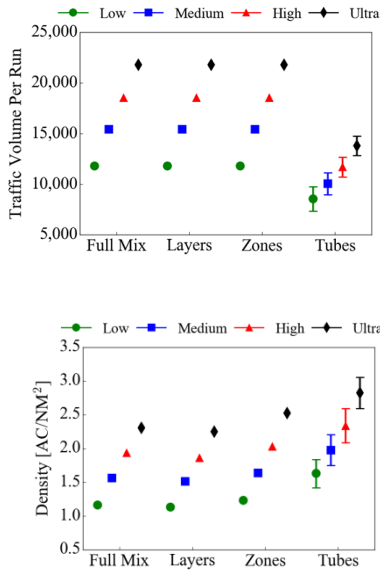 Low Medium High Ultra
25,000
20,000
15,000
10,000
5,000
Traffic Volume Per Run
Full Mix Layers Zones Tubes
Low Medium High Ultra
3.5
3.0
2.5
2.0
1.5
1.0
0.5
Density [AC/NM²]
Full Mix Layers Zones Tubes